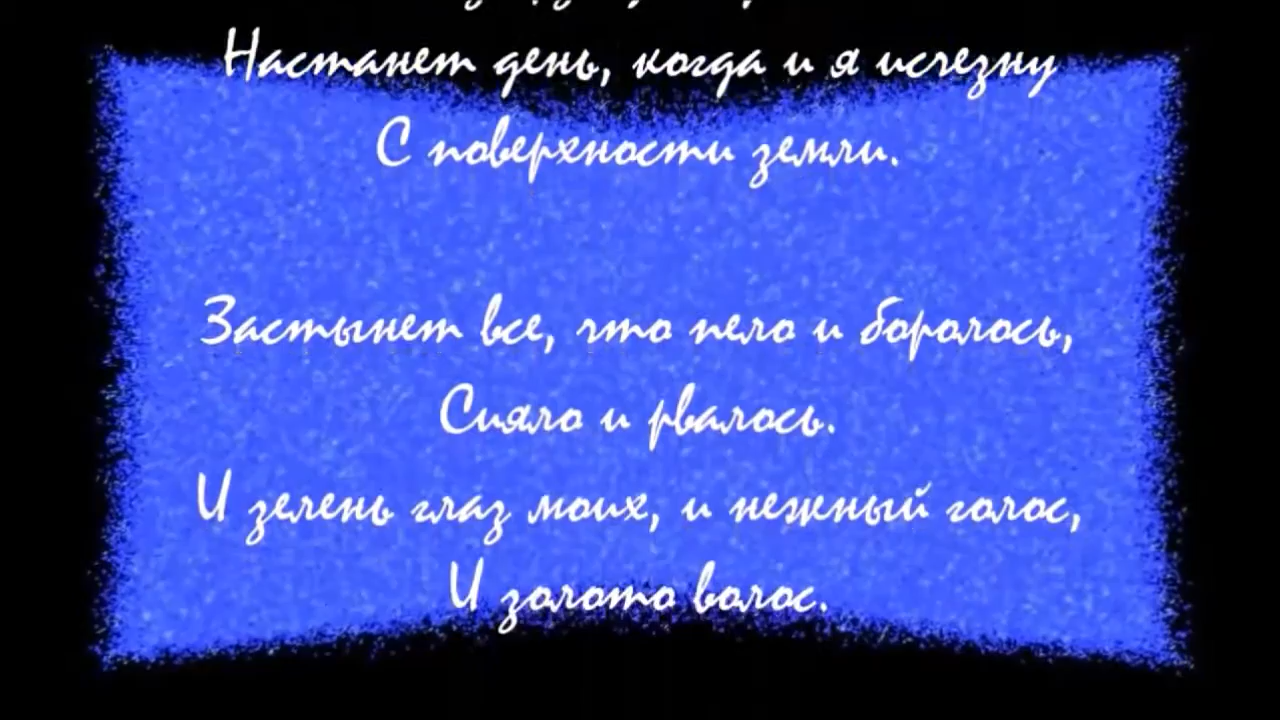 Настанет день, когда и я исчезну
С поверхности земли.
Застынет все, что пело и боролось,
Сияло и рвалось.
И зелень глаз моих, и нежный голос,
И золото волос.